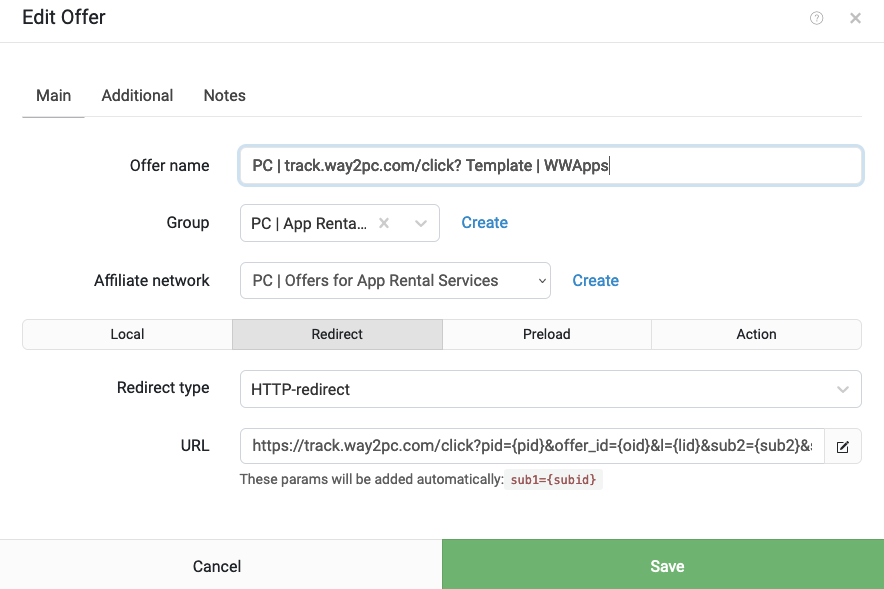 Edit Offer
Main Additional Notes
Offer name PC | track.way2pc.com/click? Template | WWApps
Group PC | App Renta... Create
Affiliate network PC | Offers for App Rental Services Create
Local Redirect Preload Action
Redirect type HTTP-redirect
URL https://track.way2pc.com/click?pid={pid}&offer_id={oid}&l={lid}&sub2={sub2}&
These params will be added automatically: sub1={subid}
Cancel Save